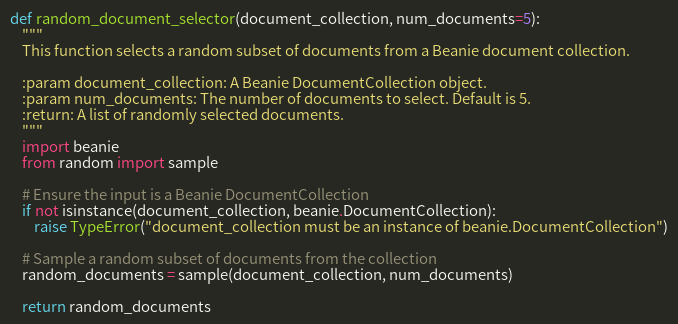 def random_document_selector(document_collection, num_documents=5):
"""
This function selects a random subset of documents from a Beanie document collection.
:param document_collection: A Beanie DocumentCollection object.
:param num_documents: The number of documents to select. Default is 5.
:return: A list of randomly selected documents.
"""
import beanie
from random import sample
# Ensure the input is a Beanie DocumentCollection
if not isinstance(document_collection, beanie.DocumentCollection):
raise TypeError("document_collection must be an instance of beanie.DocumentCollection")
# Sample a random subset of documents from the collection
random_documents = sample(document_collection, num_documents)
return random_documents